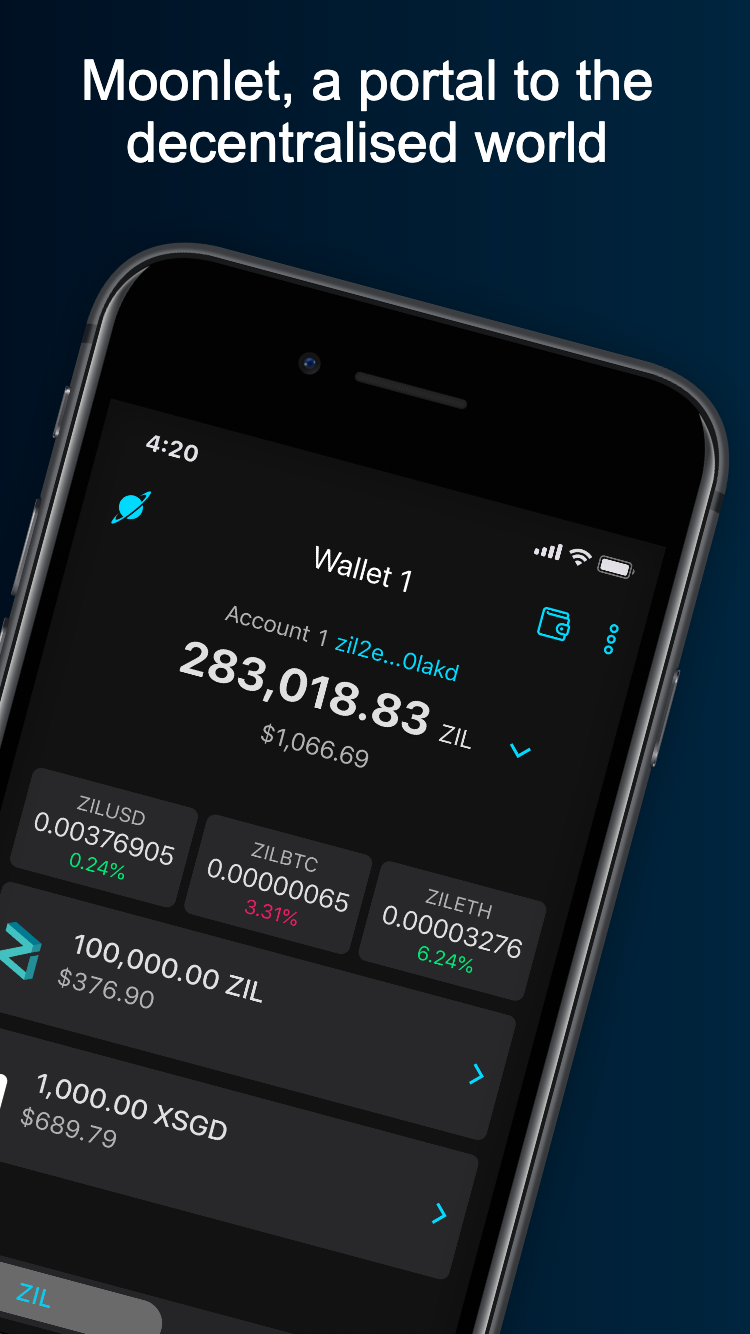 Moonlet, a portal to the
decentralised world
4:20
Wallet 1
Account 1 zil2e...0lakd
283,018.83 ZIL
$1,066.69
ZILUSD
0.00376905
0.24%
ZILBTC
0.00000065
3.31%
ZILETH
0.00003276
6.24%
100,000.00 ZIL
$376.90
1,000.00 XSGD
$689.79
ZIL